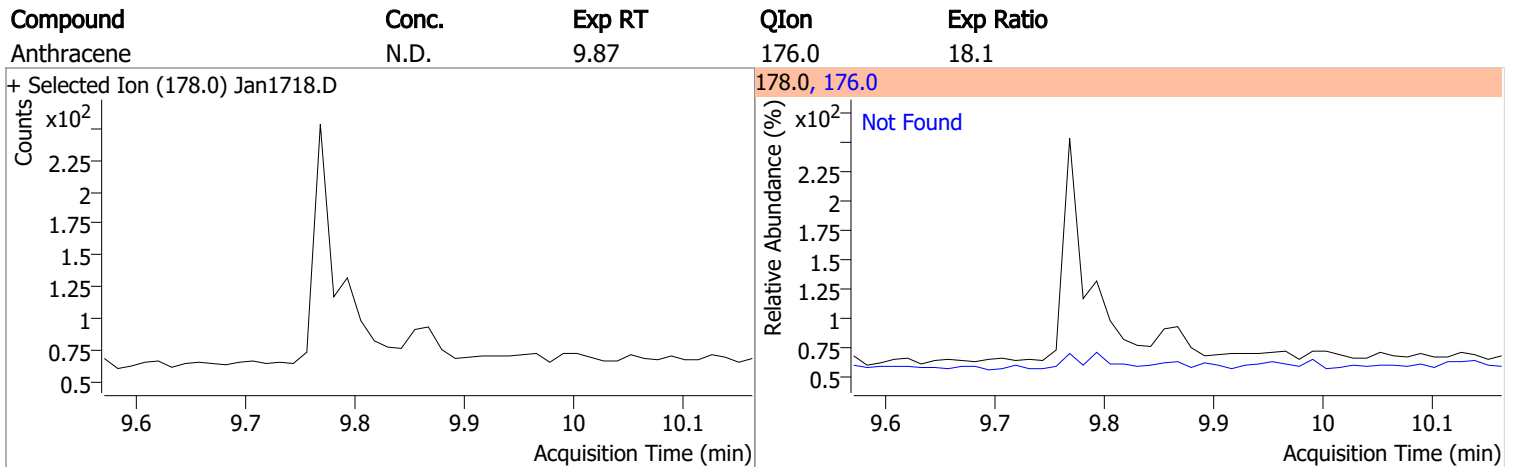 Compound Conc. Exp RT QIon Exp Ratio
Anthracene N.D. 9.87 176.0 18.1
+ Selected Ion (178.0) Jan1718.D
Counts
x10²
2.25
2
1.75
1.5
1.25
1
0.75
0.5
9.6 9.7 9.8 9.9 10 10.1
Acquisition Time (min)
178.0, 176.0
Relative Abundance (%)
x10²
Not Found
2.25
2
1.75
1.5
1.25
1
0.75
0.5
9.6 9.7 9.8 9.9 10 10.1
Acquisition Time (min)